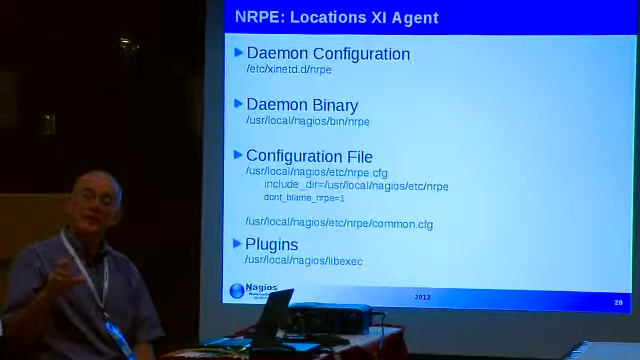 NRPE: Locations XI Agent
Daemon Configuration
/etc/xinetd.d/nrpe
Daemon Binary
/usr/local/nagios/bin/nrpe
Configuration File
/usr/local/nagios/etc/nrpe.cfg
include_dir=/usr/local/nagios/etc/nrpe
dont_blame_nrpe=1
/usr/local/nagios/etc/nrpe/common.cfg
Plugins
/usr/local/nagios/libexec
Nagios
2012
20